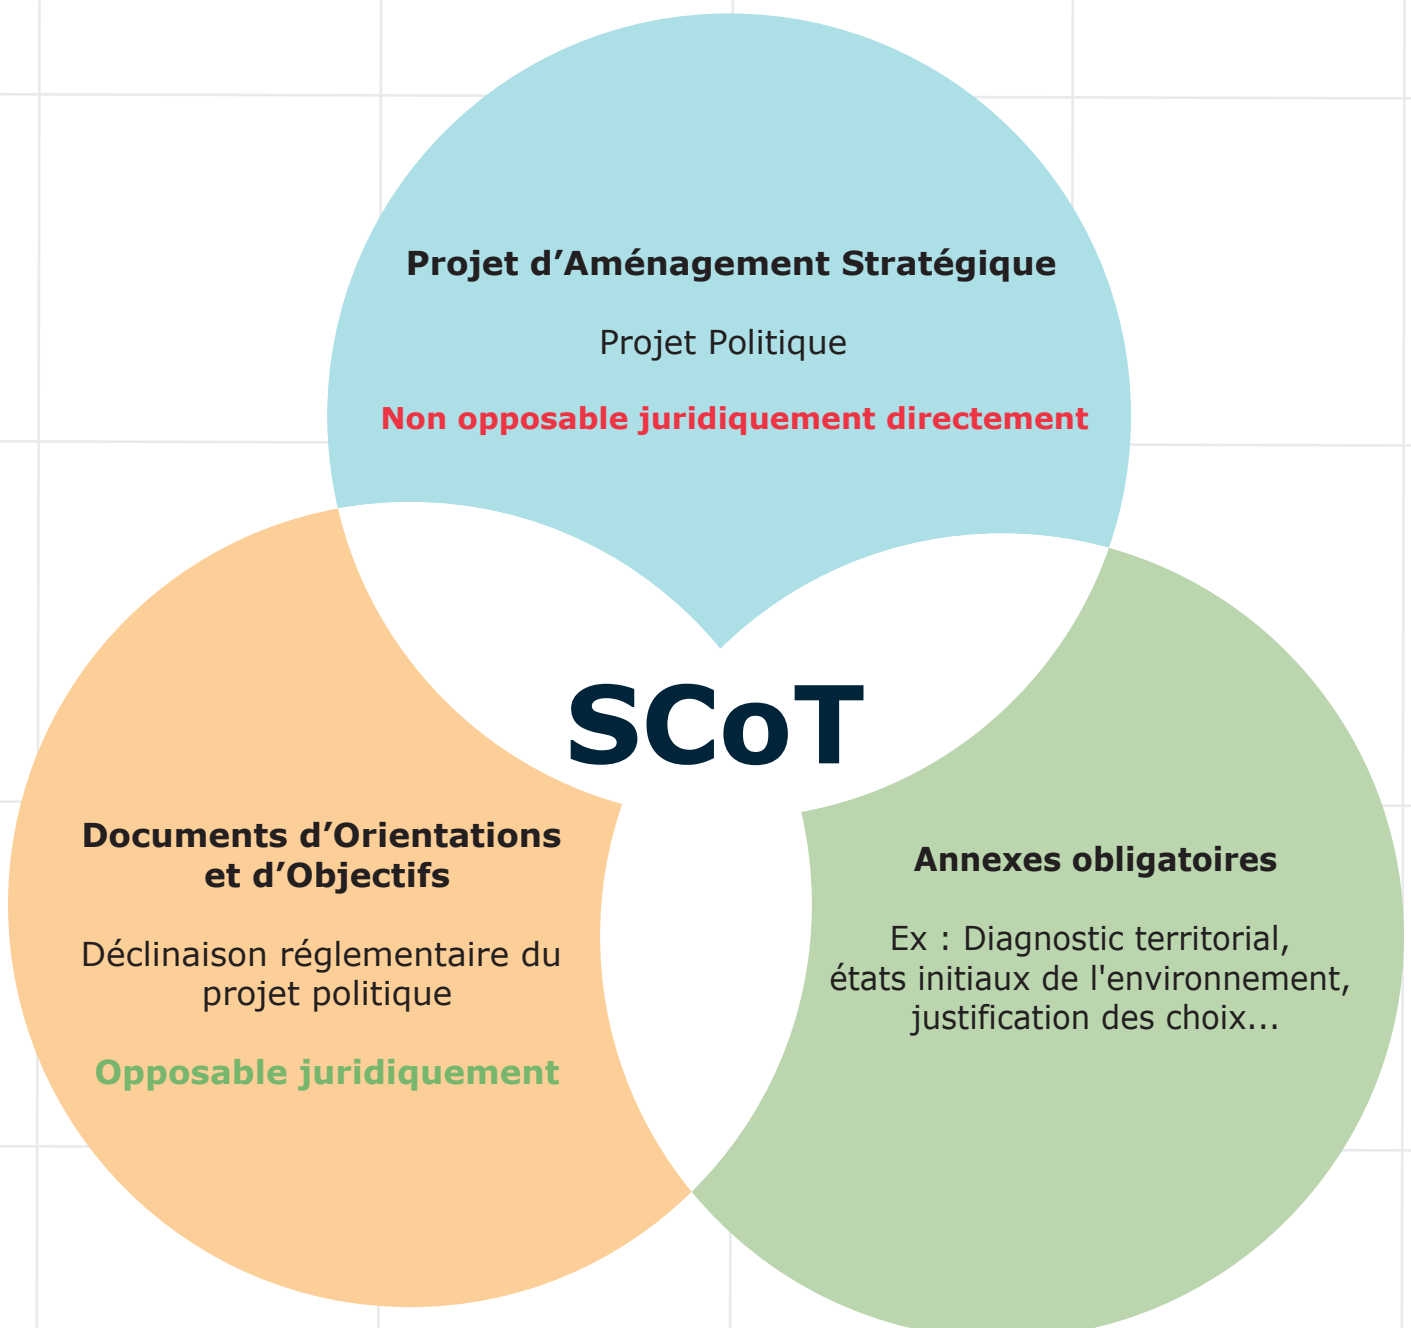 Projet d’Aménagement Stratégique
Projet Politique
Non opposable juridiquement directement
SCoT
Documents d’Orientations
et d’Objectifs
Déclinaison réglementaire du
projet politique
Opposable juridiquement
Annexes obligatoires
Ex : Diagnostic territorial,
états initiaux de l'environnement,
justification des choix...